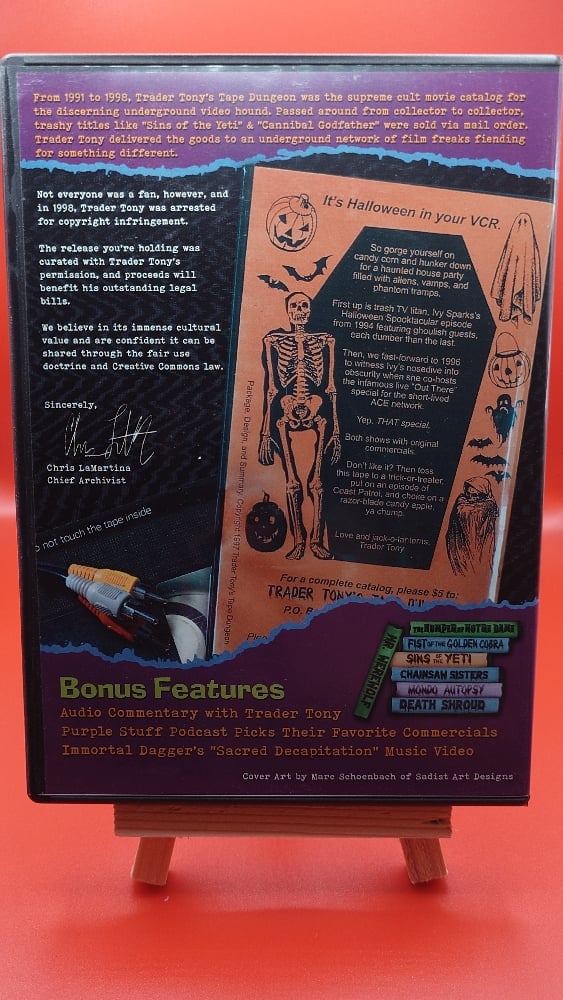 From 1991 to 1998, Trader Tony's Tape Dungeon was the supreme cult movie catalog for
the discerning underground video hound. Passed around from collector to collector,
trashy titles like "Sins of the Yeti" & "Cannibal Godfather" were sold via mail order.
Trader Tony delivered the goods to an underground network of film freaks fiending
for something different.
Not everyone was a fan, however, and
in 1998, Trader Tony was arrested
for copyright infringement.
The release you're holding was
curated with Trader Tony's
permission, and proceeds will
benefit his outstanding legal
bills.
We believe in its immense cultural
value and are confident it can be
shared through the fair use
doctrine and Creative Commons law.
Sincerely,
Chris LaMartina
Chief Archivist
not touch the tape inside
It's Halloween in your VCR.
So gorge yourself on
candy corn and hunker down
for a haunted house party
filled with aliens, vamps, and
phantom tramps.
First up is trash TV titan, Ivy Sparks's
Halloween Spooktacular episode
from 1994 featuring ghoulish guests,
each dumber than the last.
Then, we fast-forward to 1996
to witness Ivy's nosedive into
obscurity when she co-hosts
the infamous live "Out There"
special for the short-lived
ACE network.
Yep. THAT special.
Both shows with original
commercials.
Don't like it? Then toss
this tape to a trick-or-treater,
put on an episode of
Coast Patrol, and choke on a
razor-blade candy apple,
ya chump.
Love and jack-o-lanterns,
Trader Tony
Package, Design, and Summary Copyright 1997 Trader Tony's Tape Dungeon
For a complete catalog, please $5 to:
TRADER TONY'S
P.O. B
Plea
MR. WEREWOLF
THE HUMPER OF NOTRE DAME
FIST OF THE GOLDEN COBRA
SINS OF THE YETI
CHAINSAW SISTERS
MONDO AUTOPSY
DEATH SHROUD
Bonus Features
Audio Commentary with Trader Tony
Purple Stuff Podcast Picks Their Favorite Commercials
Immortal Dagger's "Sacred Decapitation" Music Video
Cover Art by Marc Schoenbach of Sadist Art Designs